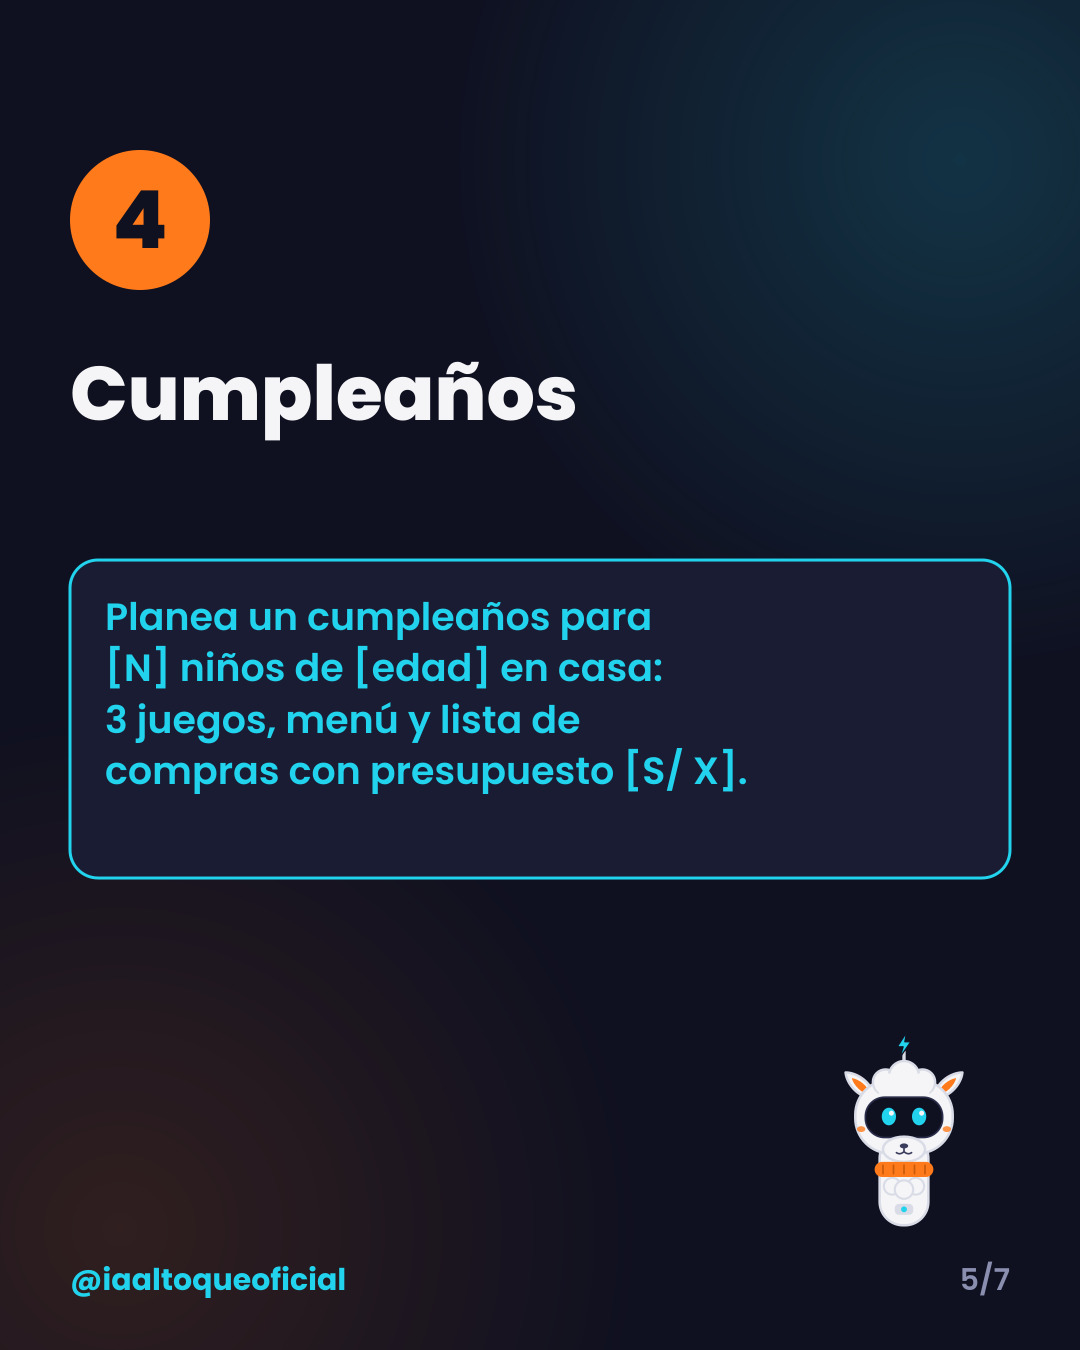 4
Cumpleaños
Planea un cumpleaños para
[N] niños de [edad] en casa:
3 juegos, menú y lista de
compras con presupuesto [S/ X].
@iaaltoqueoficial
5/7